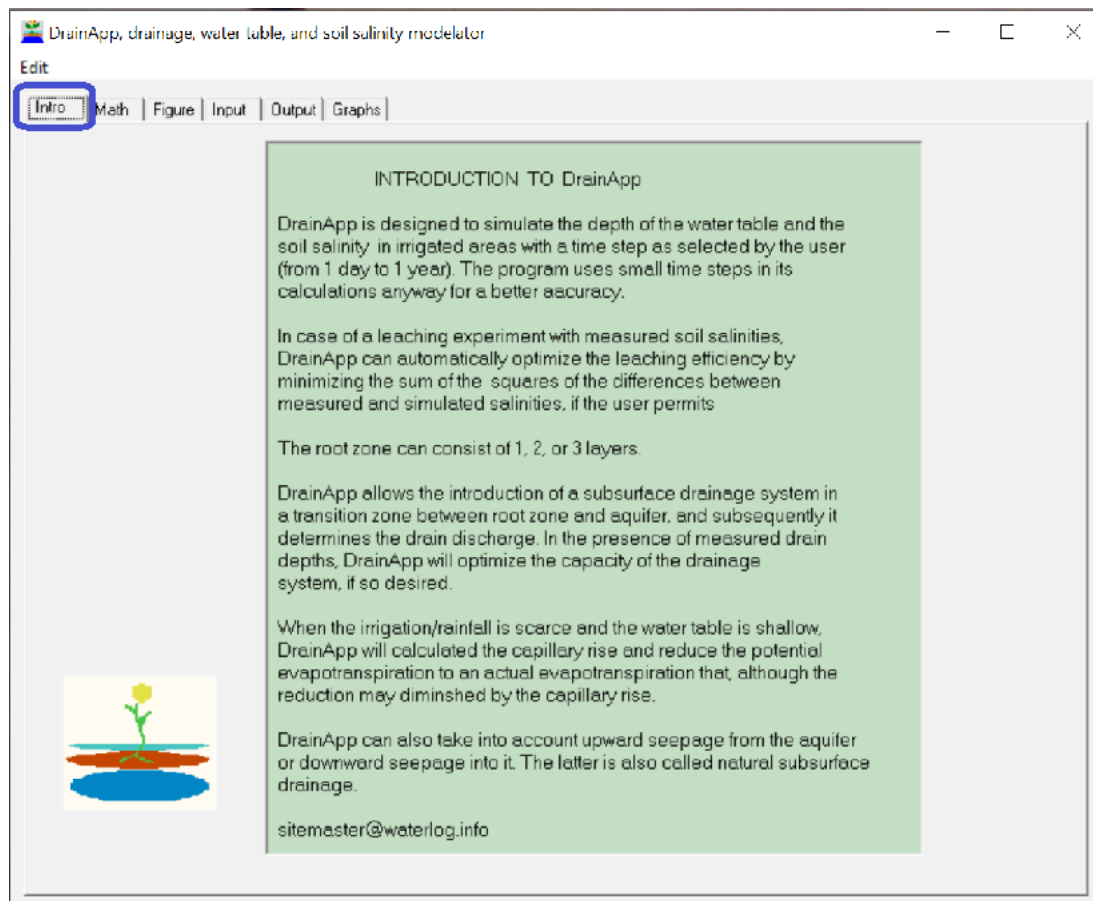 DrainApp, drainage, water table, and soil salinity modelator
Edit
Intro Math Figure Input Output Graphs
INTRODUCTION TO DrainApp
DrainApp is designed to simulate the depth of the water table and the
soil salinity in irrigated areas with a time step as selected by the user
(from 1 day to 1 year). The program uses small time steps in its
calculations anyway for a better aacuracy.
In case of a leaching experiment with measured soil salinities,
DrainApp can automatically optimize the leaching efficiency by
minimizing the sum of the squares of the differences between
measured and simulated salinities, if the user permits
The root zone can consist of 1, 2, or 3 layers.
DrainApp allows the introduction of a subsurface drainage system in
a transition zone between root zone and aquifer, and subsequently it
determines the drain discharge. In the presence of measured drain
depths, DrainApp will optimize the capacity of the drainage
system, if so desired.
When the irrigation/rainfall is scarce and the water table is shallow,
DrainApp will calculated the capillary rise and reduce the potential
evapotranspiration to an actual evapotranspiration that, although the
reduction may diminshed by the capillary rise.
DrainApp can also take into account upward seepage from the aquifer
or downward seepage into it. The latter is also called natural subsurface
drainage.
sitemaster@waterlog.info